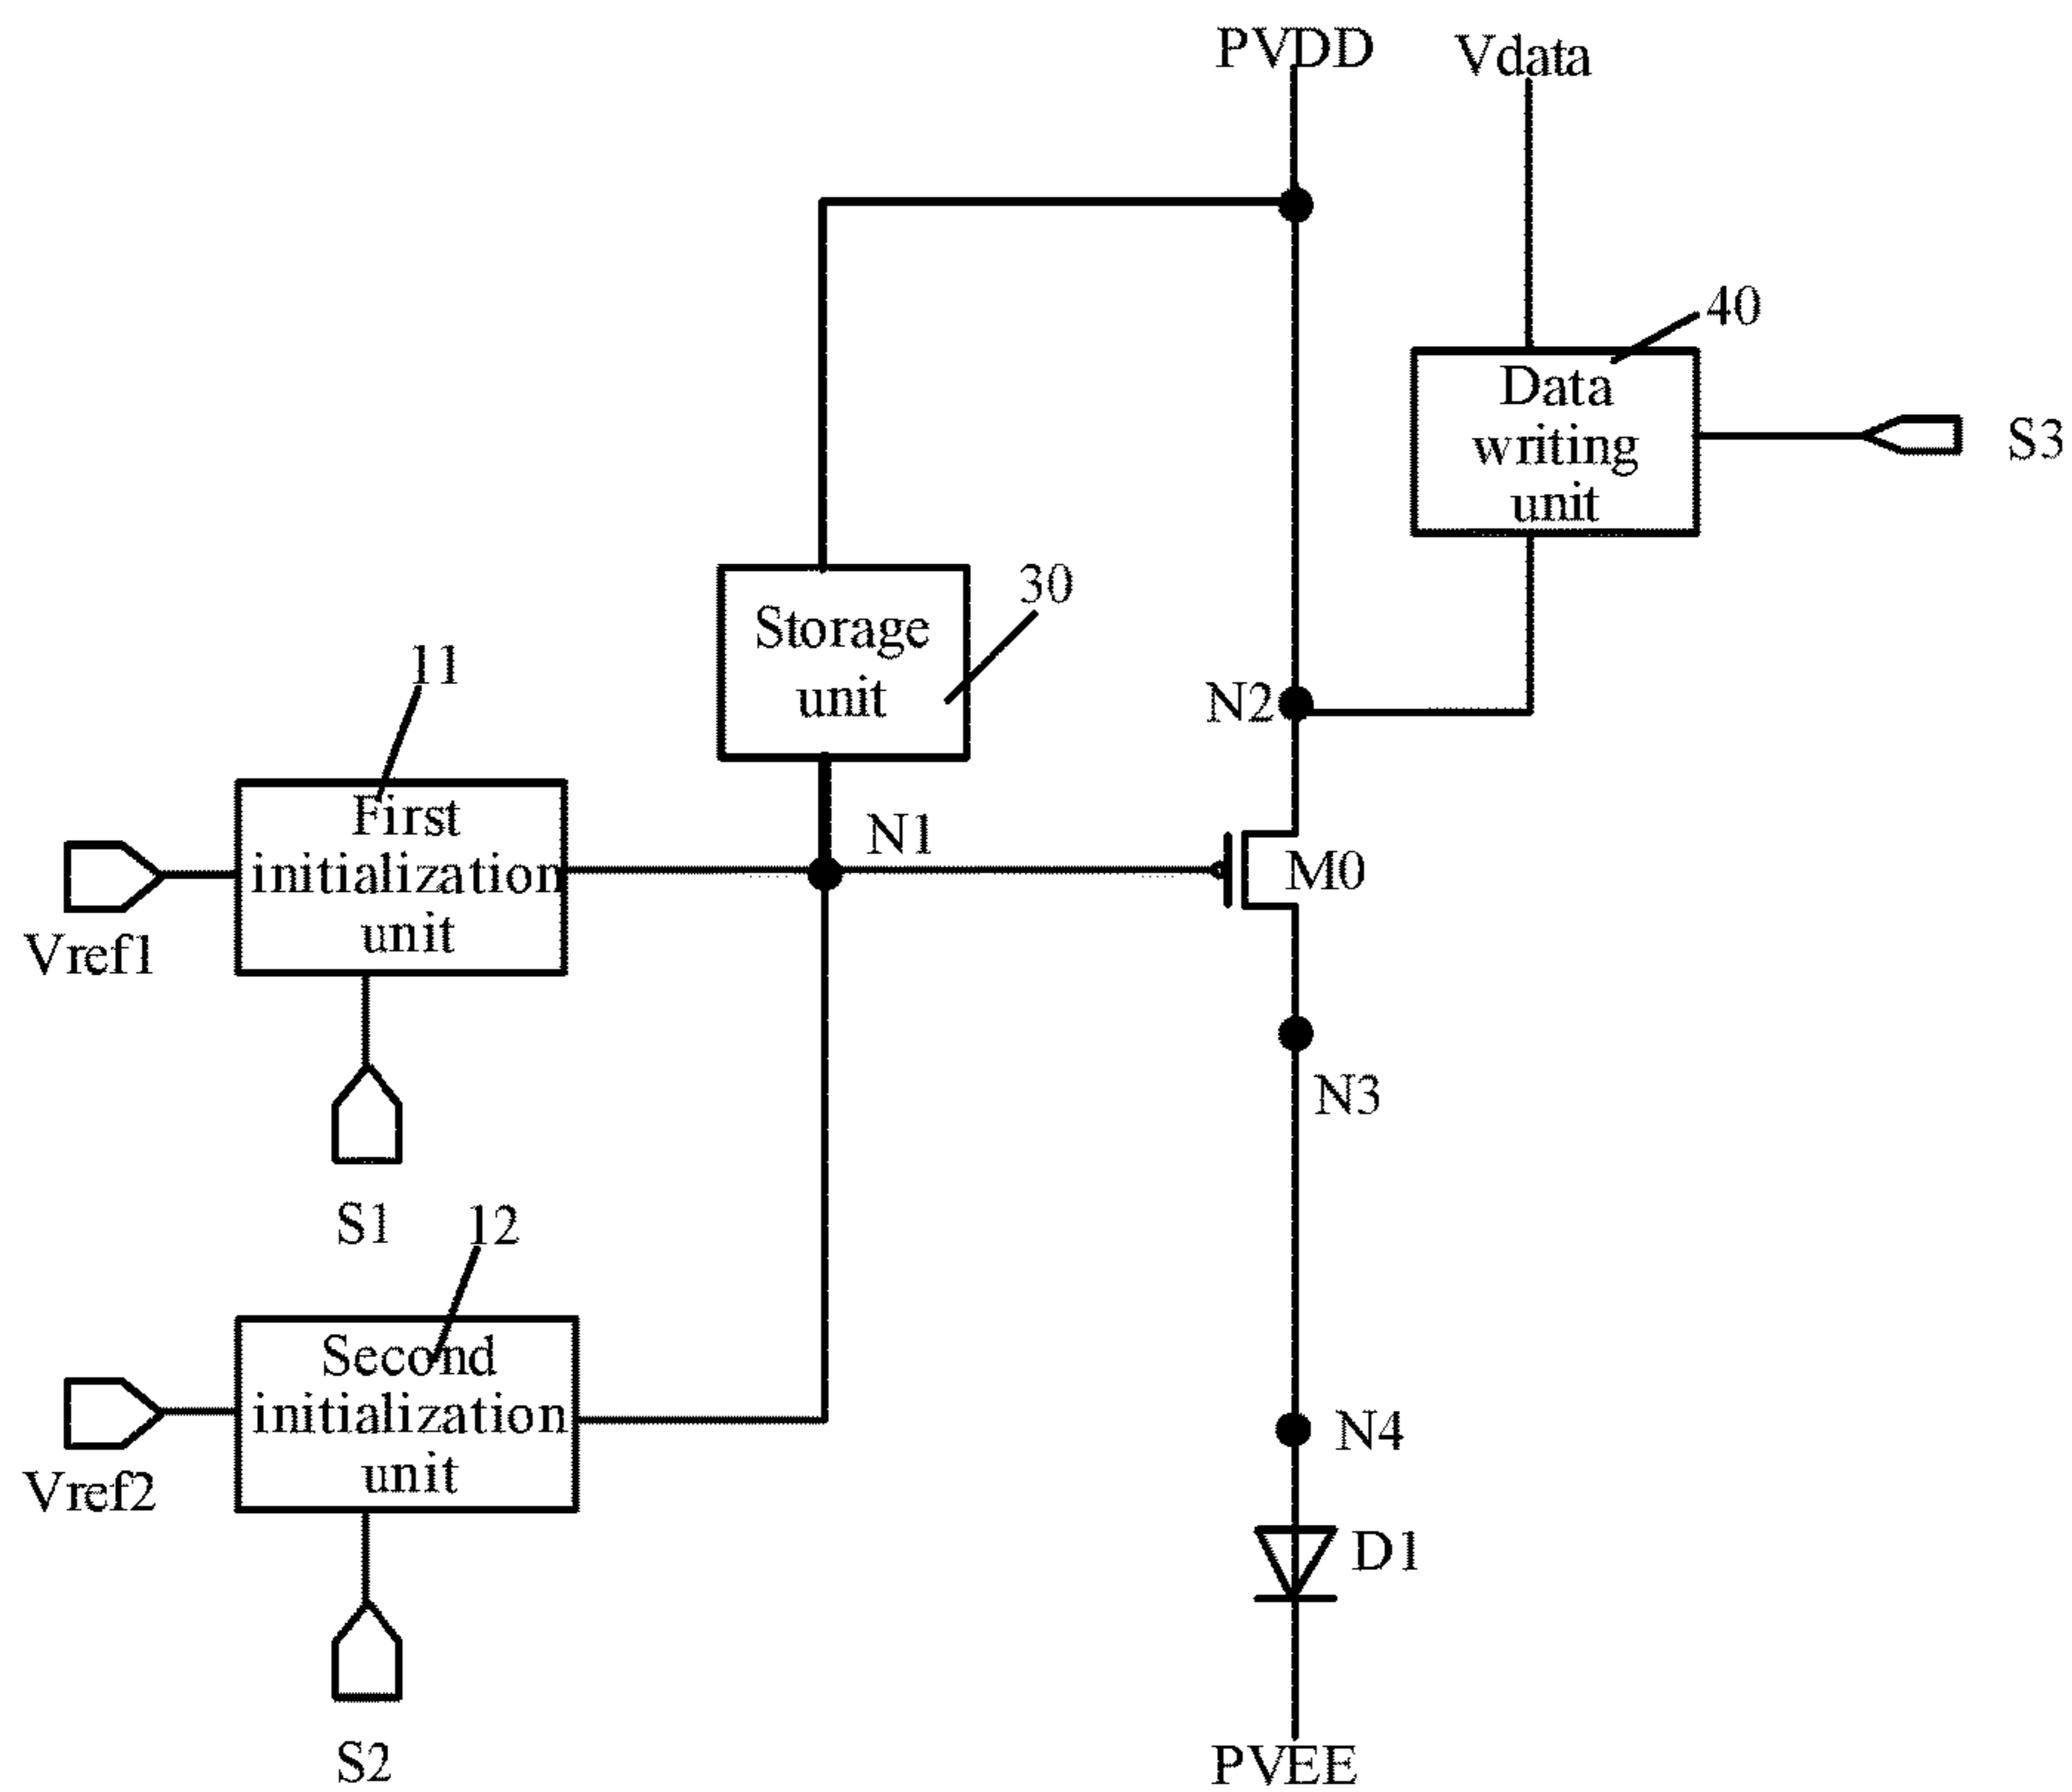 PVDD
Vdata
40
Data
writing
unit
S3
30
Storage
unit
N2
11
First
initialization
unit
N1
M0
Vref1
N3
S1
12
Second
initialization
unit
N4
Vref2
D1
S2
PVEE